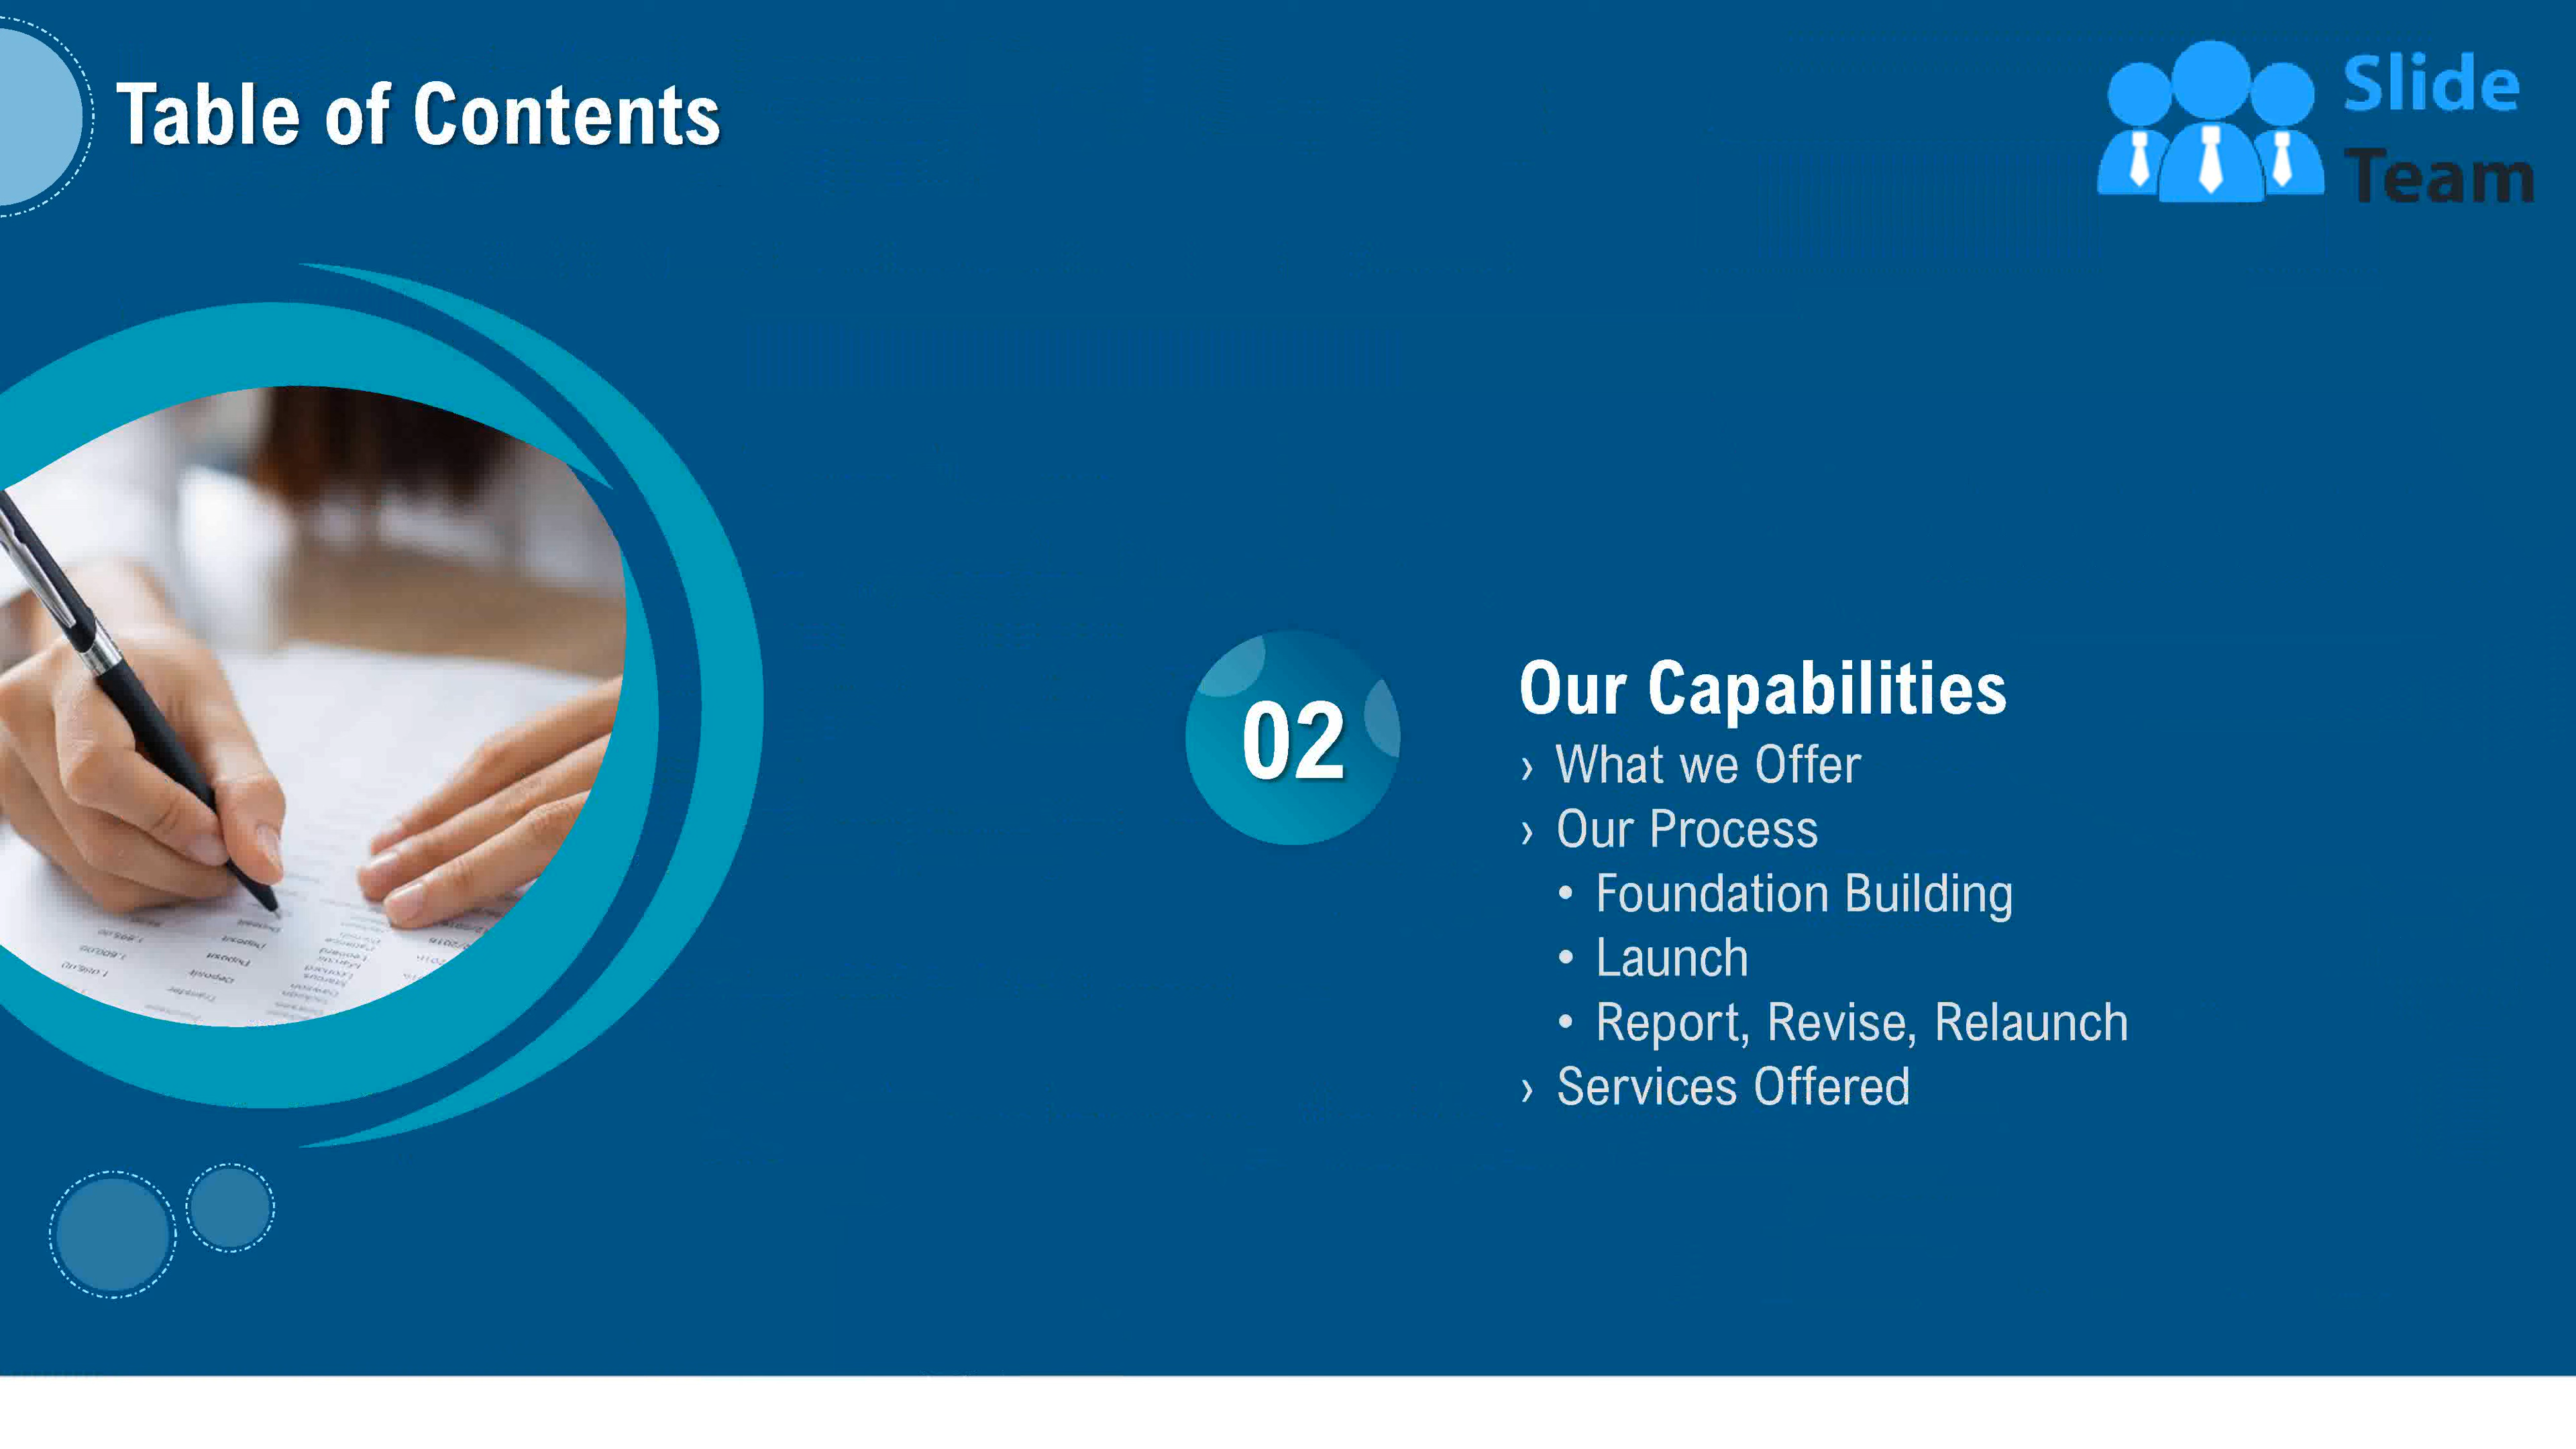 Table of Contents
Slide
Team
02
Our Capabilities
› What we Offer
› Our Process
• Foundation Building
• Launch
• Report, Revise, Relaunch
› Services Offered